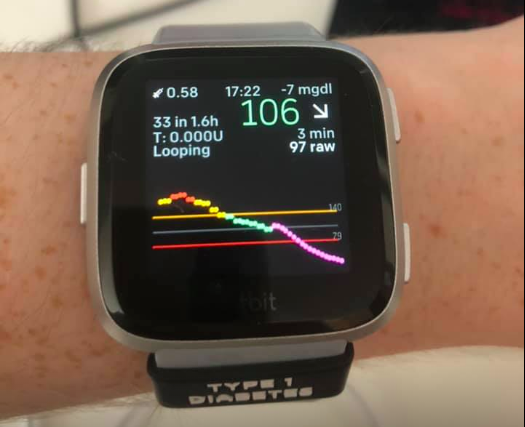 0.58 17:22 -7 mgdl
106
33 in 1.6h 3 min
T: 0.000U 97 raw
Looping
140
79
fitbit
TYPE 1
DIABETES